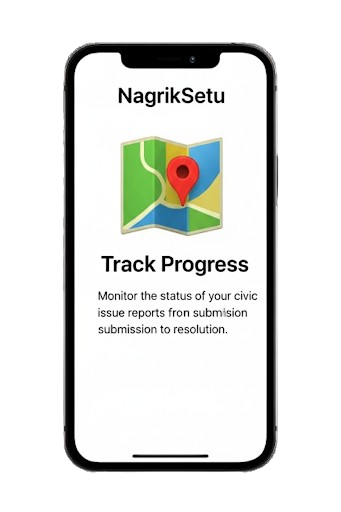 NagrikSetu
Track Progress
Monitor the status of your civic
issue reports fron submision
submission to resolution.